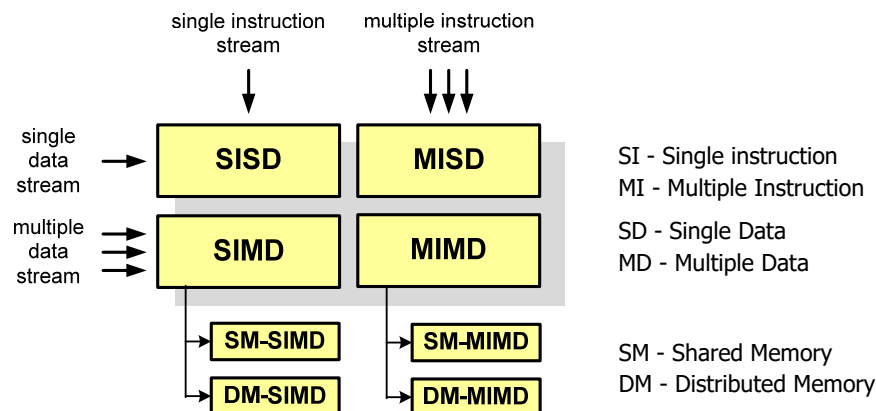 single instruction
stream
multiple instruction
stream
single
data
stream
SISD
MISD
SI - Single instruction
MI - Multiple Instruction
multiple
data
stream
SIMD
MIMD
SD - Single Data
MD - Multiple Data
SM-SIMD
SM-MIMD
SM - Shared Memory
DM-SIMD
DM-MIMD
DM - Distributed Memory